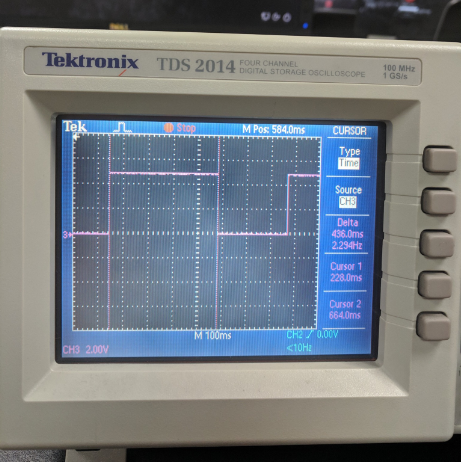 Tektronix TDS 2014 FOUR CHANNEL DIGITAL STORAGE OSCILLOSCOPE 100 MHz 1 GS/s
Tek Stop M Pos: 584.0ms CURSOR
Type
Time
Source
CH3
Delta
436.0ms
2.294Hz
Cursor 1
228.0ms
Cursor 2
664.0ms
3
CH3 2.00V M 100ms CH2 0.00V
<10Hz